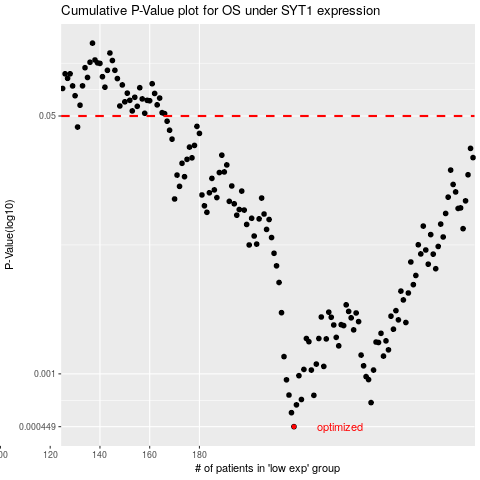 Cumulative P-Value plot for OS under SYT1 expression
0.05
P-Value(log10)
0.001
0.000449
optimized
00 120 140 160 180
# of patients in 'low exp' group